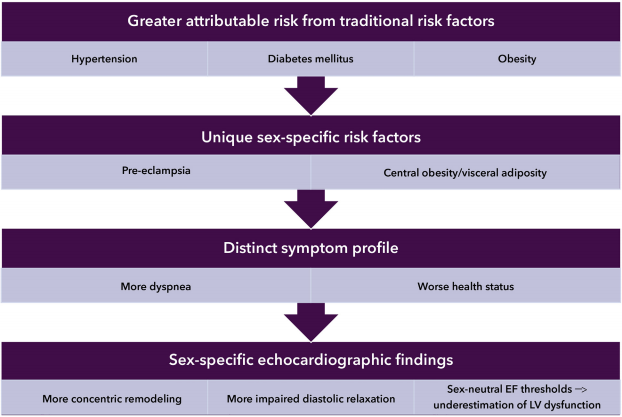 Greater attributable risk from traditional risk factors
Hypertension
Diabetes mellitus
Obesity
Unique sex-specific risk factors
Pre-eclampsia
Central obesity/visceral adiposity
Distinct symptom profile
More dyspnea
Worse health status
Sex-specific echocardiographic findings
More concentric remodeling
More impaired diastolic relaxation
Sex-neutral EF thresholds —>
underestimation of LV dysfunction